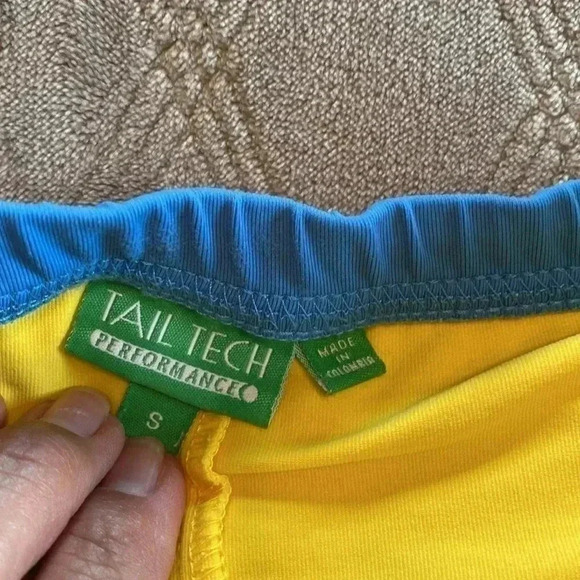 TAIL TECH
PERFORMANCE
S
MADE
IN
COLOMBIA